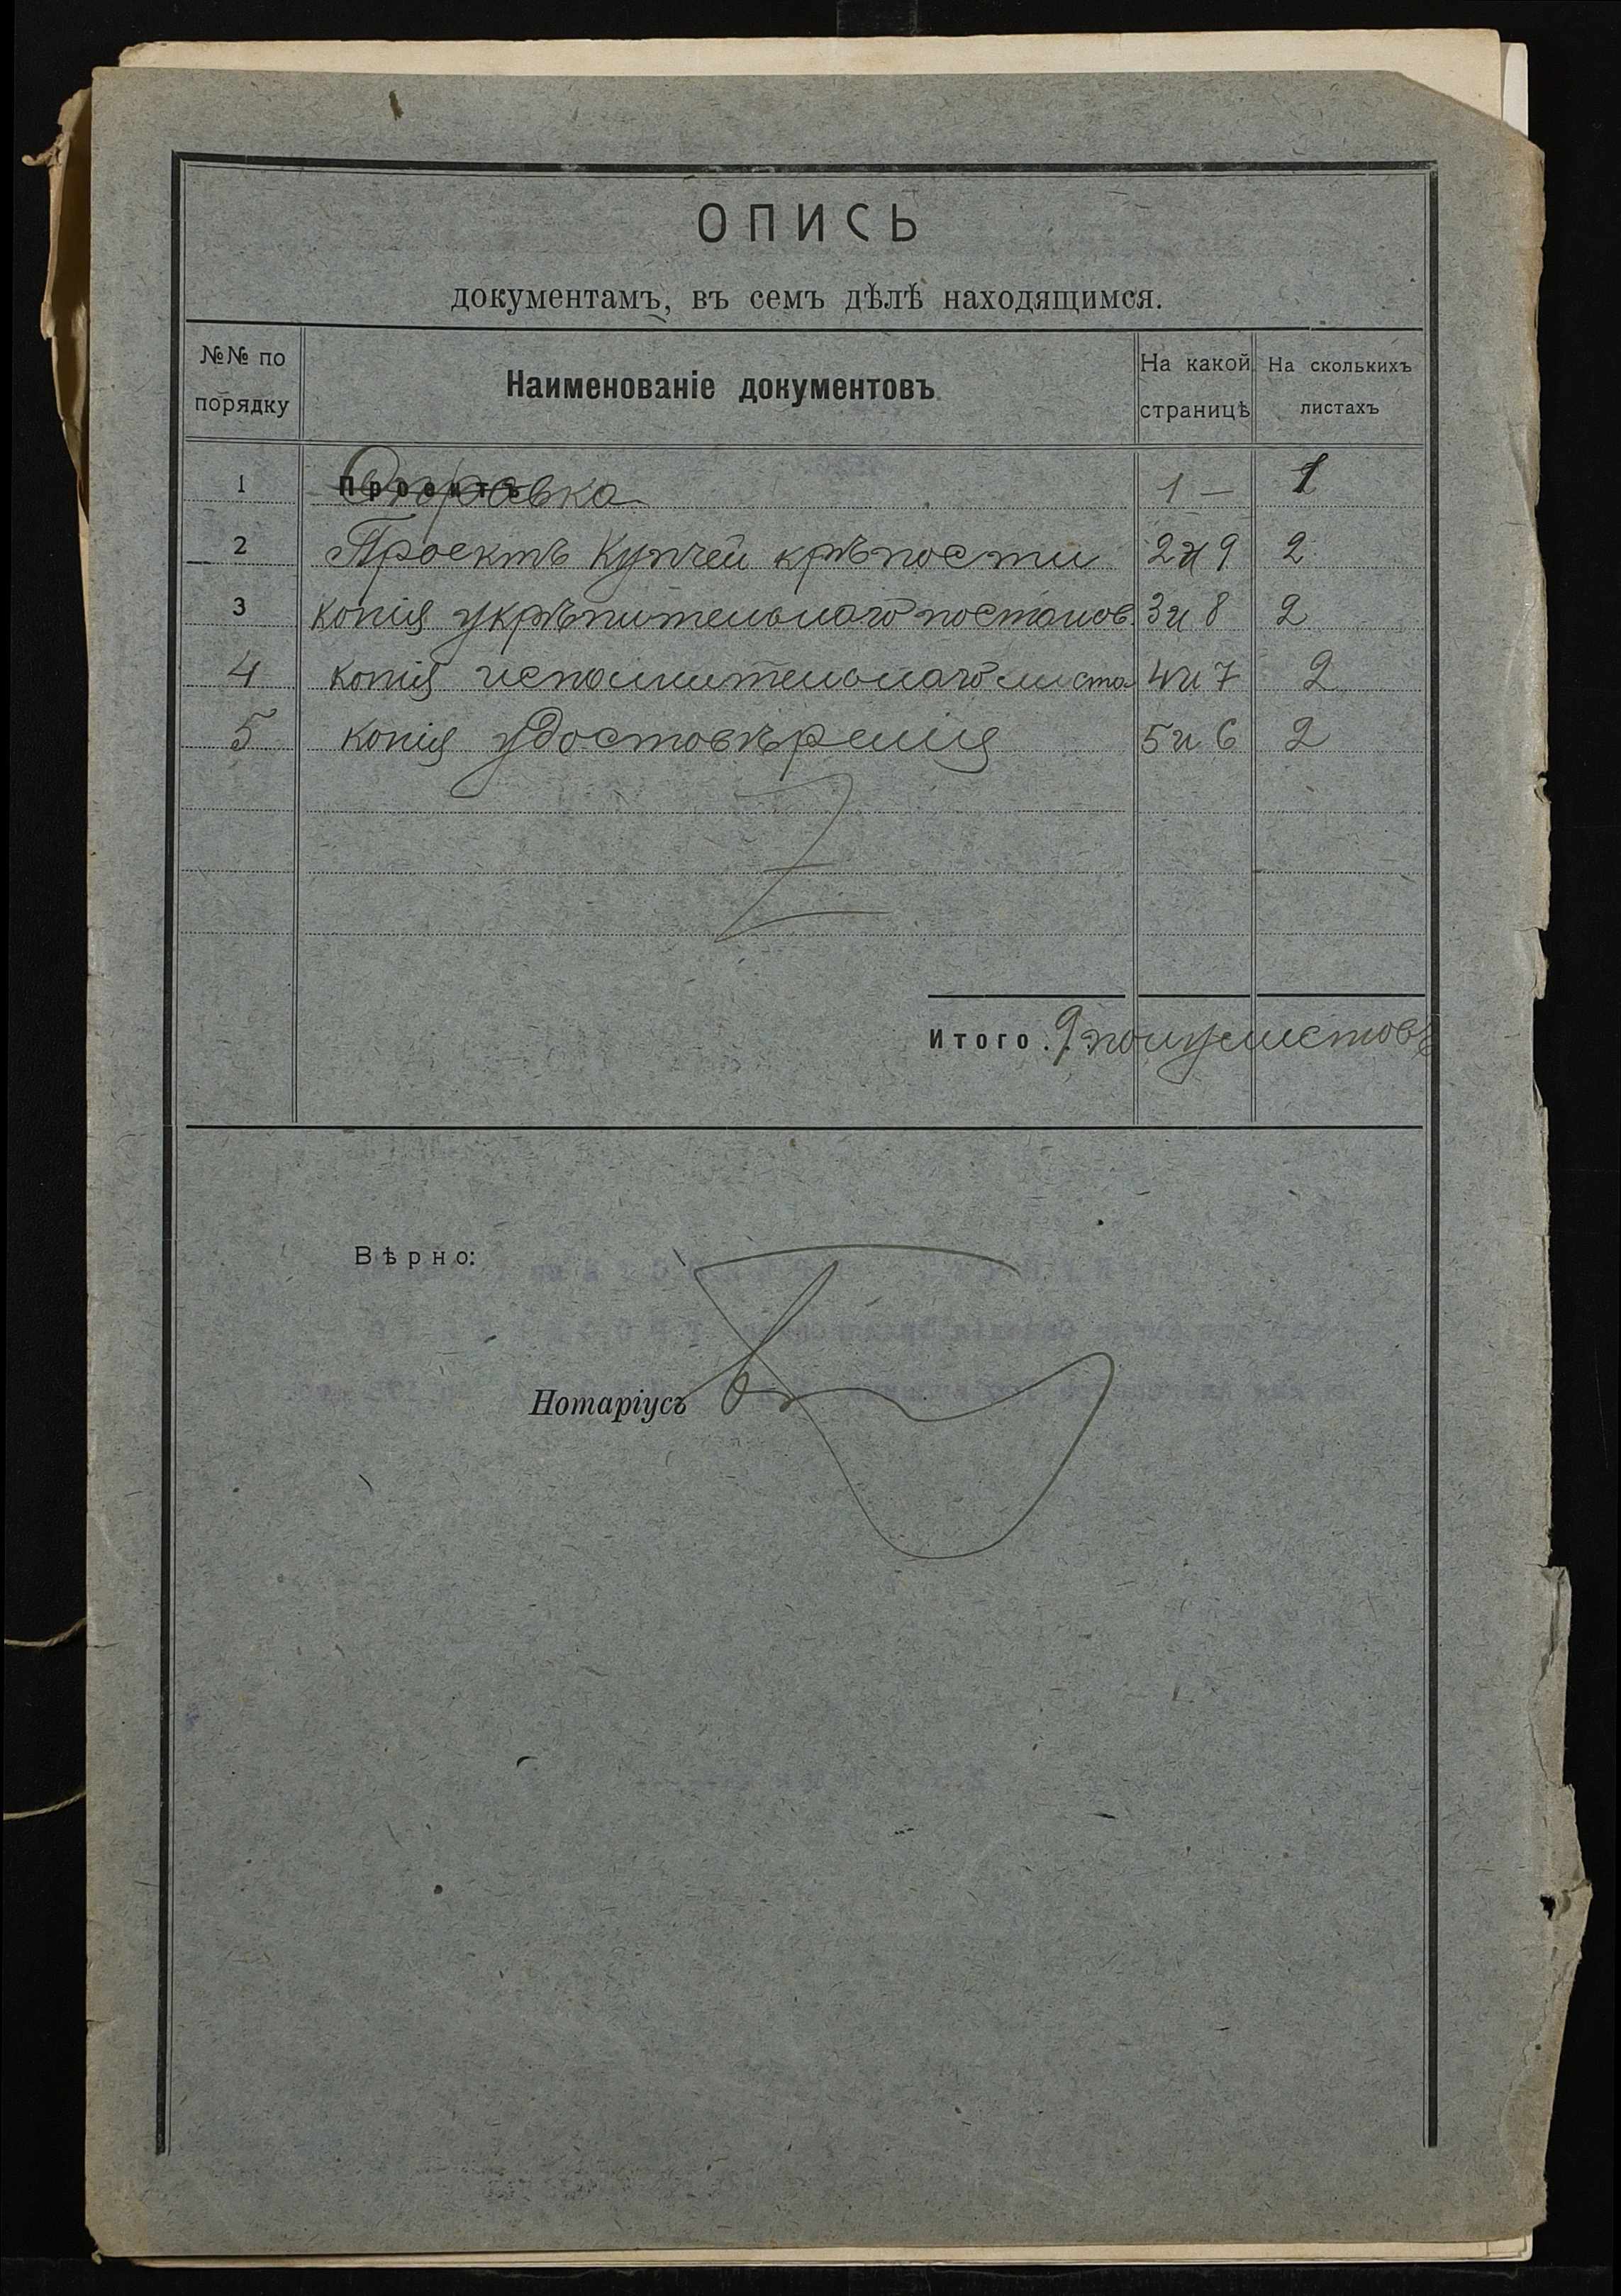 ОПИСЬ
документамъ, въ семъ дѣлѣ находящимся.
№№ по порядку
Наименованіе документовъ
На какой страницѣ
На сколькихъ листахъ
1 Проектъ Справка 1 — 1
2 Проектъ Купчей крѣпости 2 и 9 2
3 копія укрѣпительнаго постанов. 3 и 8 2
4 копія исполнительнаго листа 4 и 7 2
5 копія удостовѣренія 5 и 6 2
Итого . 9 полулистовъ
Вѣрно:
Нотаріусъ